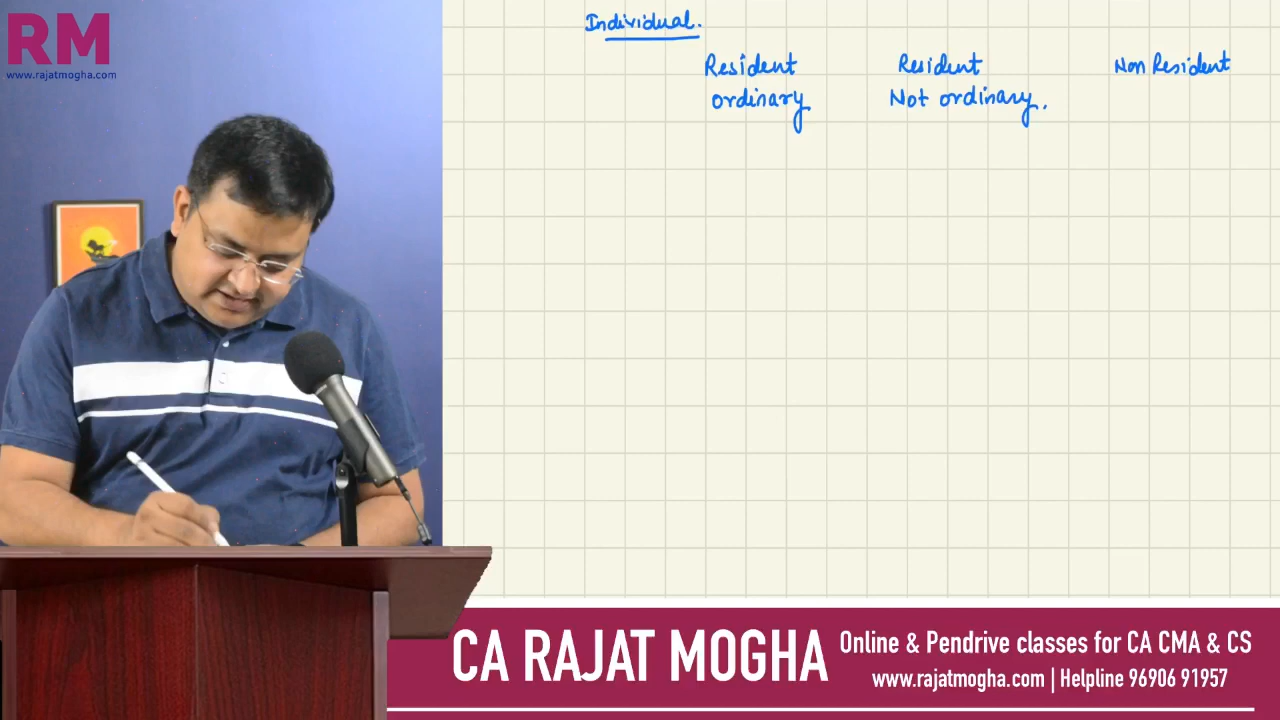 RM
www.rajatmogha.com
Individual.
Resident Resident Non Resident
ordinary Not ordinary.
CA RAJAT MOGHA
Online & Pendrive classes for CA CMA & CS
www.rajatmogha.com | Helpline 96906 91957